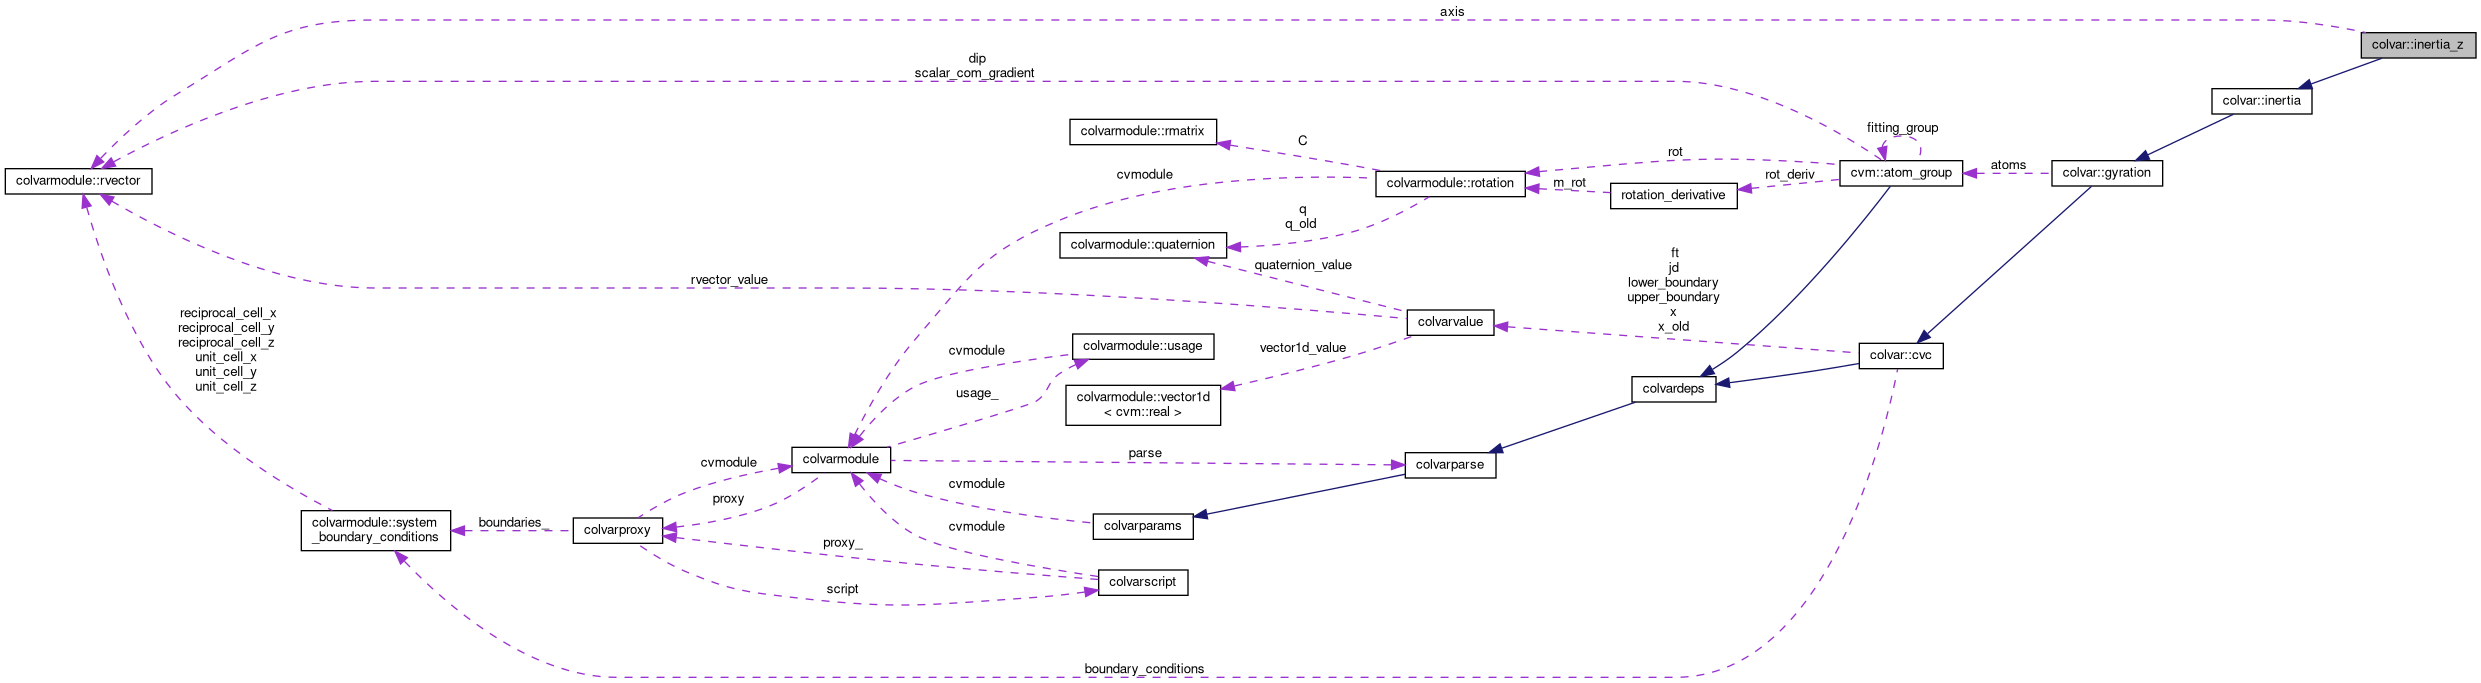 axis
colvar::inertia_z
dip
scalar_com_gradient
colvar::inertia
colvarmodule::rmatrix
C
fitting_group
rot
atoms
colvarmodule::rvector
cvmodule
colvarmodule::rotation
m_rot
rot_deriv
cvm::atom_group
colvar::gyration
rotation_derivative
q
q_old
colvarmodule::quaternion
quaternion_value
rvector_value
ft
jd
lower_boundary
upper_boundary
x
x_old
reciprocal_cell_x
reciprocal_cell_y
reciprocal_cell_z
unit_cell_x
unit_cell_y
unit_cell_z
colvarvalue
colvarmodule::usage
cvmodule
vector1d_value
colvar::cvc
usage_
colvarmodule::vector1d
< cvm::real >
colvardeps
cvmodule
colvarmodule
parse
colvarparse
proxy
cvmodule
colvarmodule::system
_boundary_conditions
boundaries_
colvarproxy
cvmodule
colvarparams
proxy_
script
colvarscript
boundary_conditions